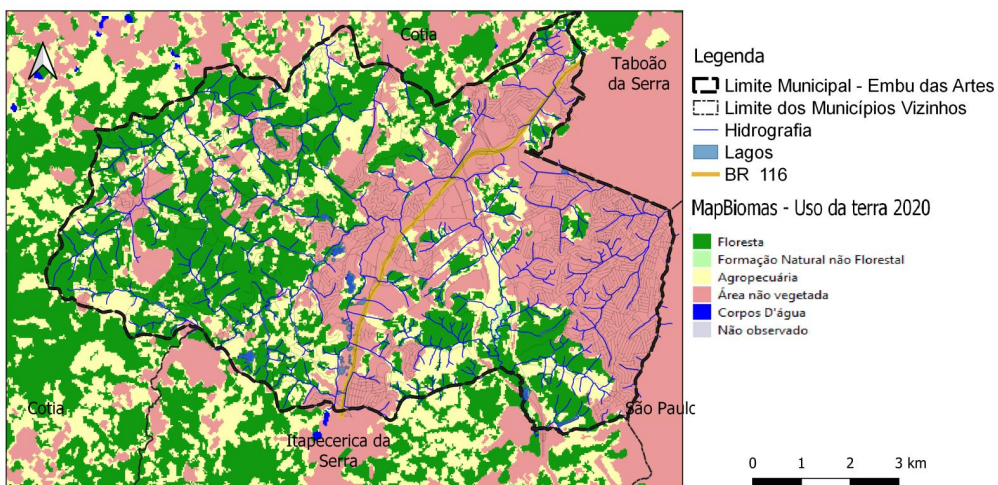 Cotia
Taboão
da Serra
Cotia
Itapecerica da
Serra
São Paulo
Legenda
Limite Municipal - Embu das Artes
Limite dos Municípios Vizinhos
Hidrografia
Lagos
BR 116
MapBiomas - Uso da terra 2020
Floresta
Formação Natural não Florestal
Agropecuária
Área não vegetada
Corpos D'água
Não observado
0 1 2 3 km